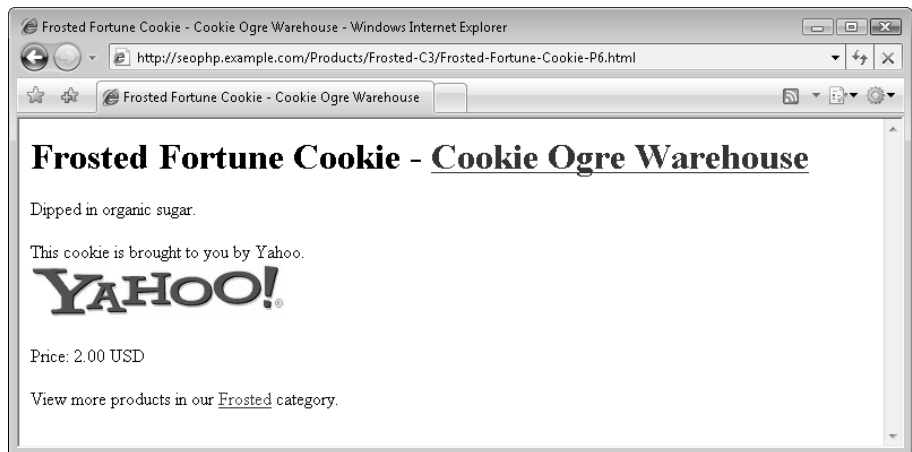 Frosted Fortune Cookie - Cookie Ogre Warehouse - Windows Internet Explorer
http://seophp.example.com/Products/Frosted-C3/Frosted-Fortune-Cookie-P6.html
Frosted Fortune Cookie - Cookie Ogre Warehouse
Frosted Fortune Cookie - Cookie Ogre Warehouse
Dipped in organic sugar.
This cookie is brought to you by Yahoo.
YAHOO!®
Price: 2.00 USD
View more products in our Frosted category.